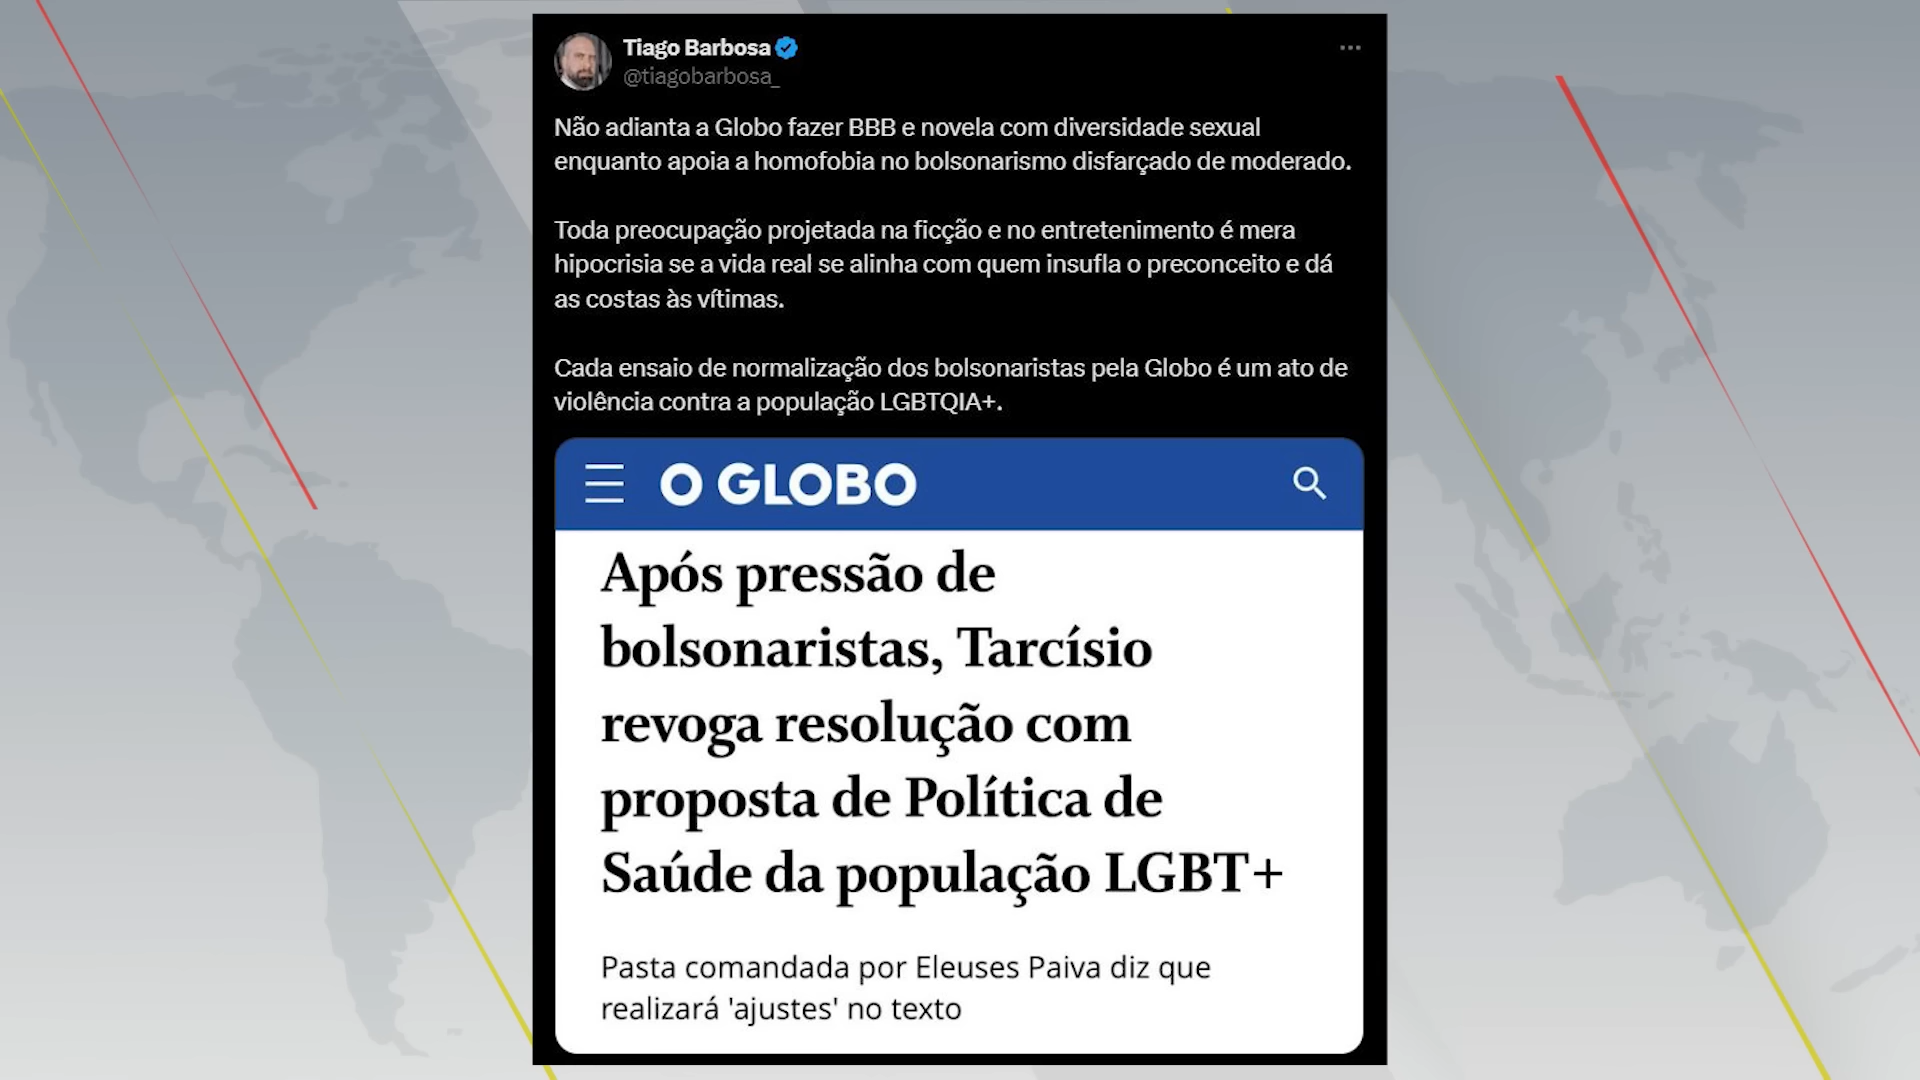 Tiago Barbosa
@tiagobarbosa_
Não adianta a Globo fazer BBB e novela com diversidade sexual
enquanto apoia a homofobia no bolsonarismo disfarçado de moderado.
Toda preocupação projetada na ficção e no entretenimento é mera
hipocrisia se a vida real se alinha com quem insufla o preconceito e dá
as costas às vítimas.
Cada ensaio de normalização dos bolsonaristas pela Globo é um ato de
violência contra a população LGBTQIA+.
O GLOBO
Após pressão de
bolsonaristas, Tarcísio
revoga resolução com
proposta de Política de
Saúde da população LGBT+
Pasta comandada por Eleuses Paiva diz que
realizará 'ajustes' no texto